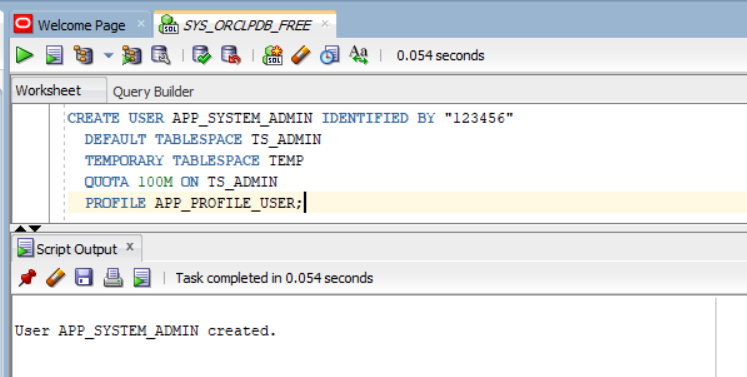 Welcome Page
SYS_ORCLPDB_FREE
0.054 seconds
Worksheet
Query Builder
CREATE USER APP_SYSTEM_ADMIN IDENTIFIED BY "123456"
DEFAULT TABLESPACE TS_ADMIN
TEMPORARY TABLESPACE TEMP
QUOTA 100M ON TS_ADMIN
PROFILE APP_PROFILE_USER;
Script Output x
Task completed in 0.054 seconds
User APP_SYSTEM_ADMIN created.